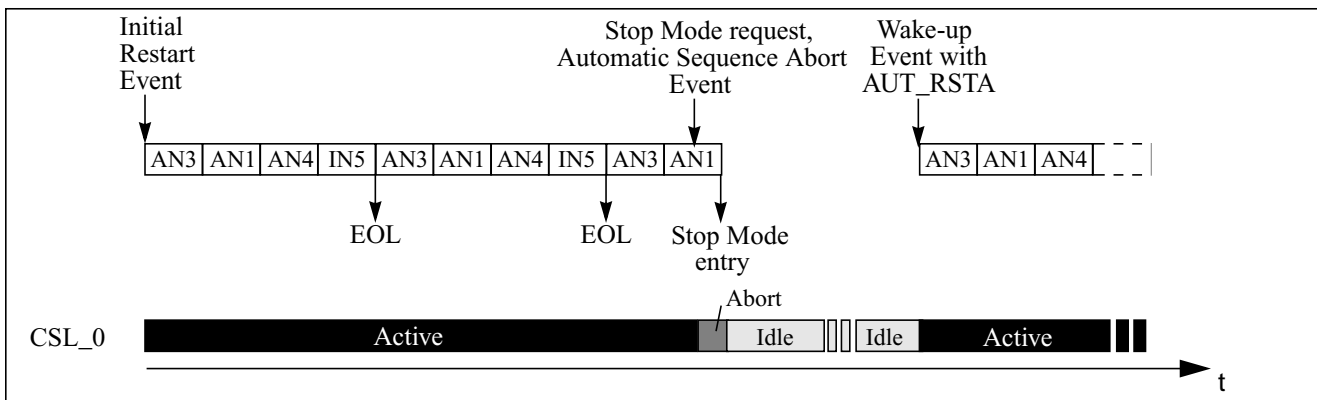 Initial
Restart
Event
Stop Mode request,
Automatic Sequence Abort
Event
Wake-up
Event with
AUT_RSTA
AN3 AN1 AN4 IN5 AN3 AN1 AN4 IN5 AN3 AN1
AN3 AN1 AN4
EOL
EOL
Stop Mode
entry
Abort
CSL_0
Active
Idle
Idle
Active
t